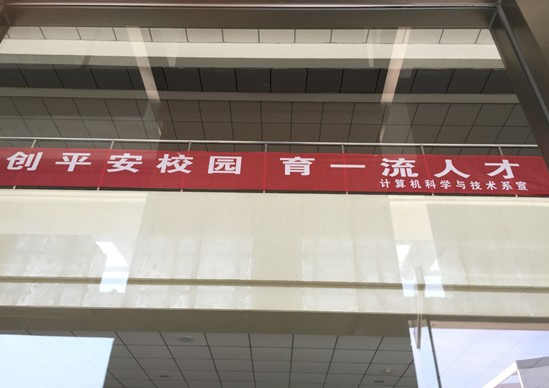 创平安校园 育一流人才
计算机科学与技术系宣